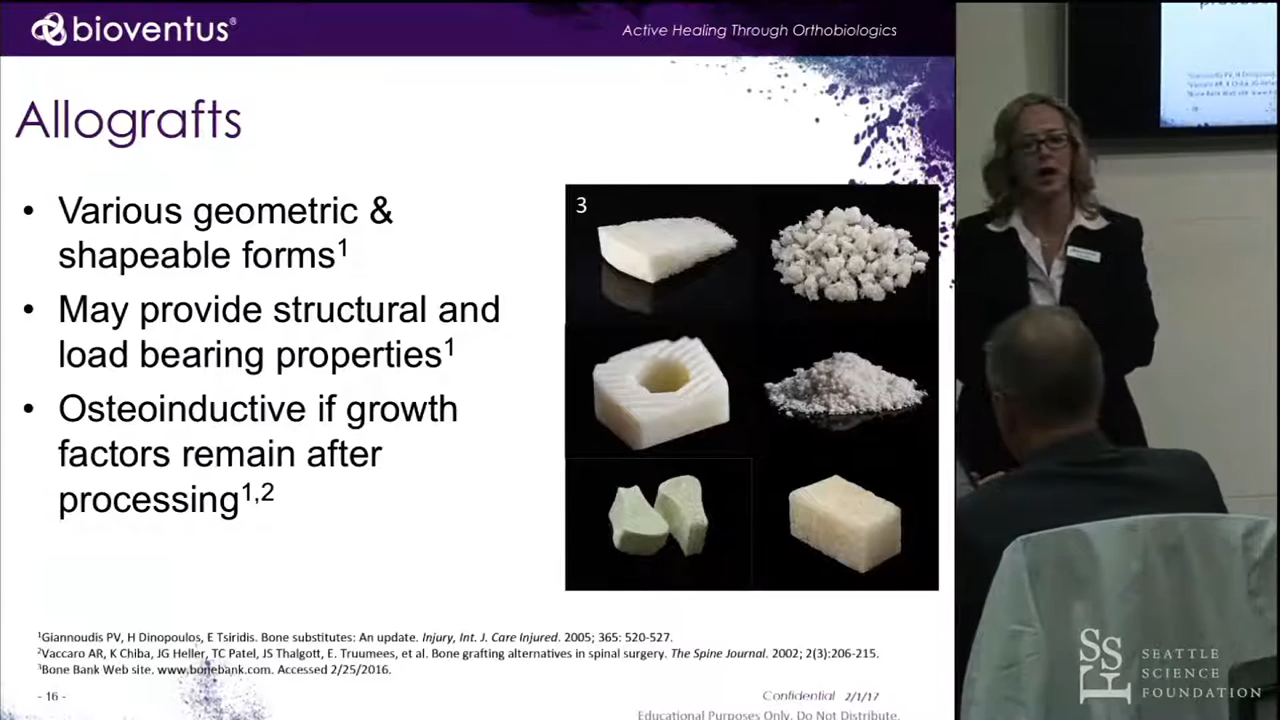 bioventus®
Active Healing Through Orthobiologics
Allografts
• Various geometric &
shapeable forms1
• May provide structural and
load bearing properties1
• Osteoinductive if growth
factors remain after
processing1,2
3
1Giannoudis PV, H Dinopoulos, E Tsiridis. Bone substitutes: An update. Injury, Int. J. Care Injured. 2005; 365: 520-527.
2Vaccaro AR, K Chiba, JG Heller, TC Patel, JS Thalgott, E. Truumees, et al. Bone grafting alternatives in spinal surgery. The Spine Journal. 2002; 2(3):206-215.
3Bone Bank Web site. www.bonebank.com. Accessed 2/25/2016.
- 16 -
Confidential 2/1/17
Educational Purposes Only. Do Not Distribute.
SSF
SEATTLE
SCIENCE
FOUNDATION